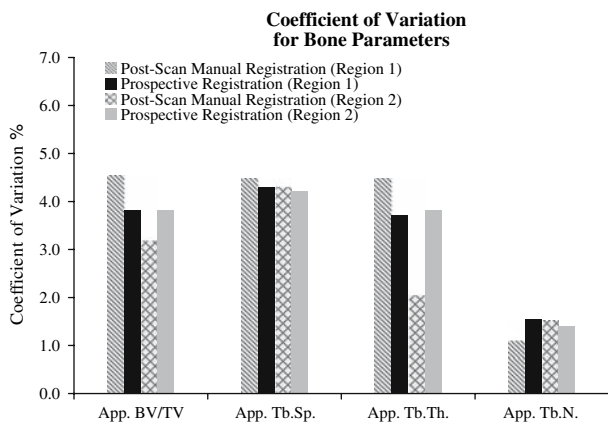 Coefficient of Variation
for Bone Parameters
7.0
6.0
5.0
4.0
3.0
2.0
1.0
0.0
Coefficient of Variation %
Post-Scan Manual Registration (Region 1)
Prospective Registration (Region 1)
Post-Scan Manual Registration (Region 2)
Prospective Registration (Region 2)
App. BV/TV
App. Tb.Sp.
App. Tb.Th.
App. Tb.N.